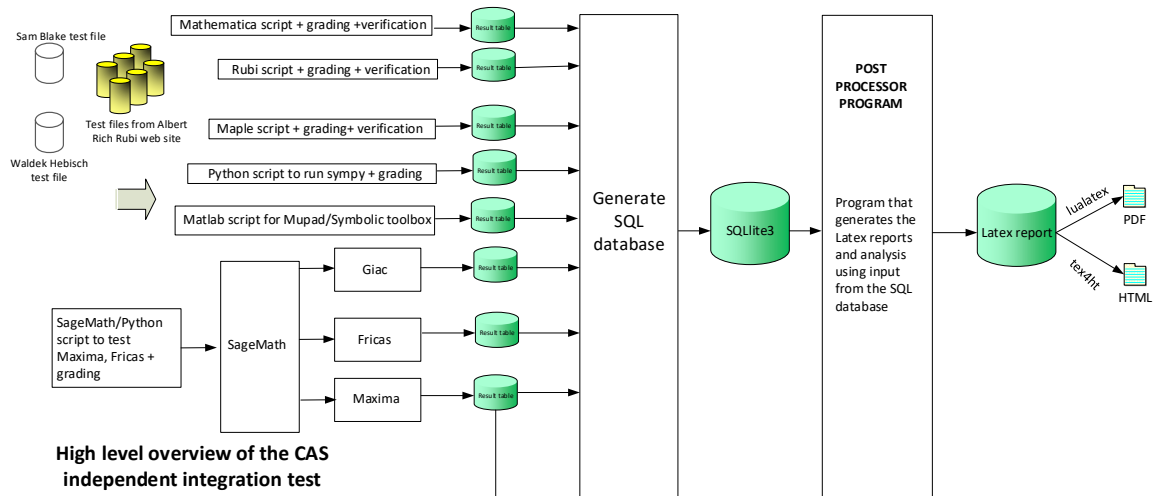 Sam Blake test file
Waldek Hebisch
test file
Test files from Albert
Rich Rubi web site
Mathematica script + grading +verification
Rubi script + grading + verification
Maple script + grading+ verification
Python script to run sympy + grading
Matlab script for Mupad/Symbolic toolbox
SageMath/Python
script to test
Maxima, Fricas +
grading
SageMath
Giac
Fricas
Maxima
Result table
Result table
Result table
Result table
Result table
Result table
Result table
Result table
Generate
SQL
database
SQLlite3
POST
PROCESSOR
PROGRAM
Program that
generates the
Latex reports
and analysis
using input
from the SQL
database
Latex report
lualatex
PDF
tex4ht
HTML
High level overview of the CAS
independent integration test